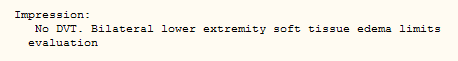 Impression:
No DVT. Bilateral lower extremity soft tissue edema limits
evaluation